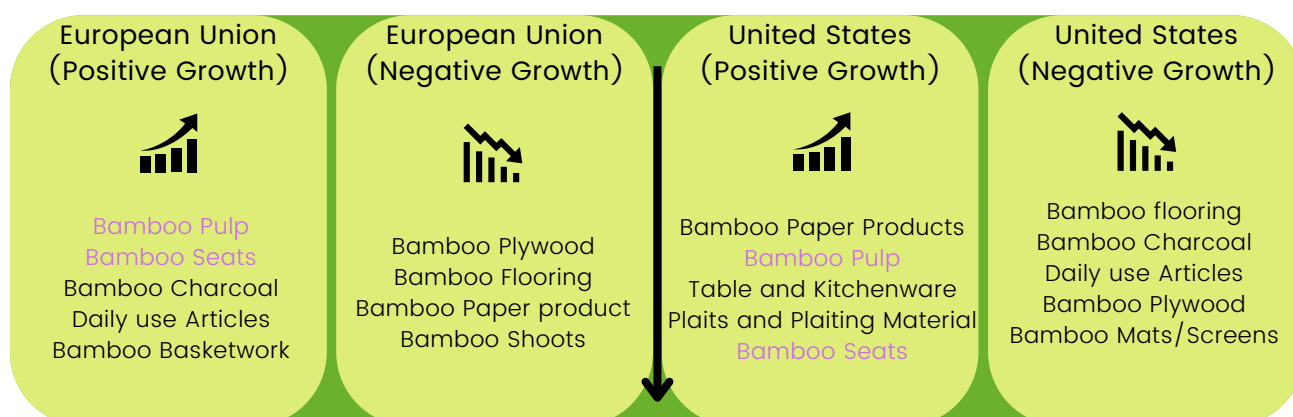 European Union
(Positive Growth)
Bamboo Pulp
Bamboo Seats
Bamboo Charcoal
Daily use Articles
Bamboo Basketwork
European Union
(Negative Growth)
Bamboo Plywood
Bamboo Flooring
Bamboo Paper product
Bamboo Shoots
United States
(Positive Growth)
Bamboo Paper Products
Bamboo Pulp
Table and Kitchenware
Plaits and Plaiting Material
Bamboo Seats
United States
(Negative Growth)
Bamboo flooring
Bamboo Charcoal
Daily use Articles
Bamboo Plywood
Bamboo Mats/Screens